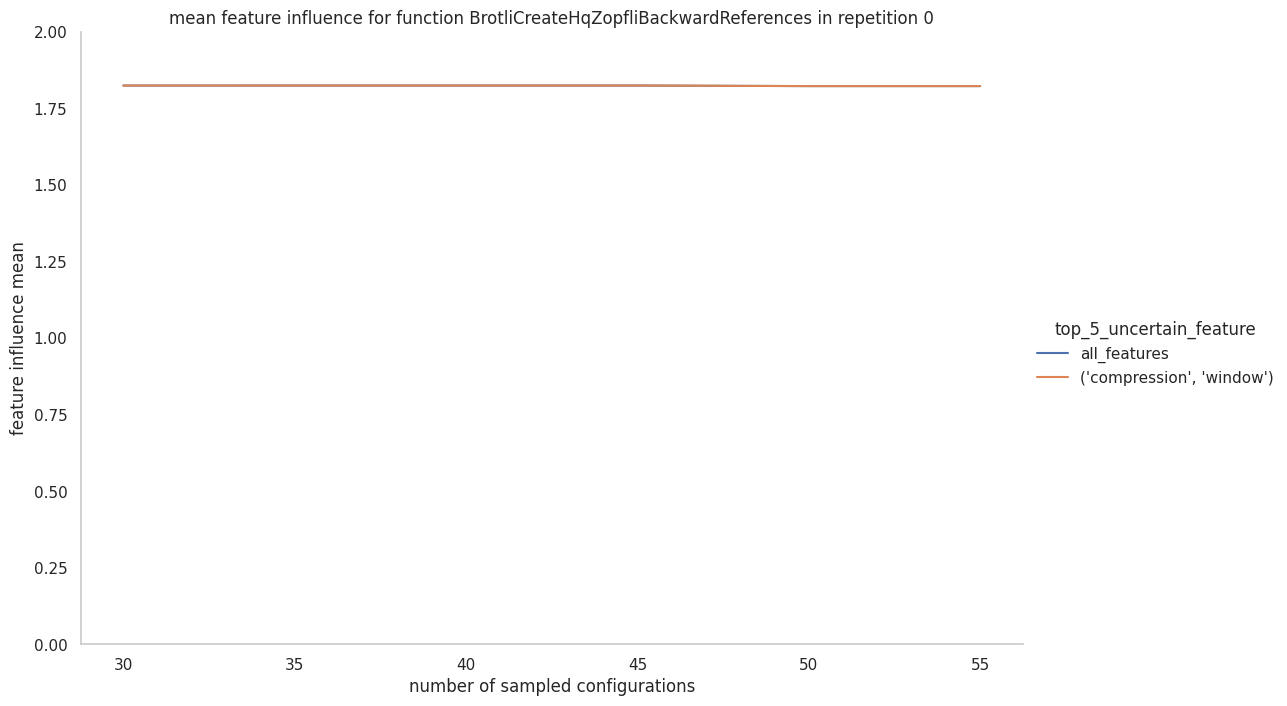 mean feature influence for function BrotliCreateHqZopfliBackwardReferences in repetition 0
2.00
1.75
1.50
1.25
1.00
0.75
0.50
0.25
0.00
feature influence mean
30 35 40 45 50 55
number of sampled configurations
top_5_uncertain_feature
all_features
('compression', 'window')